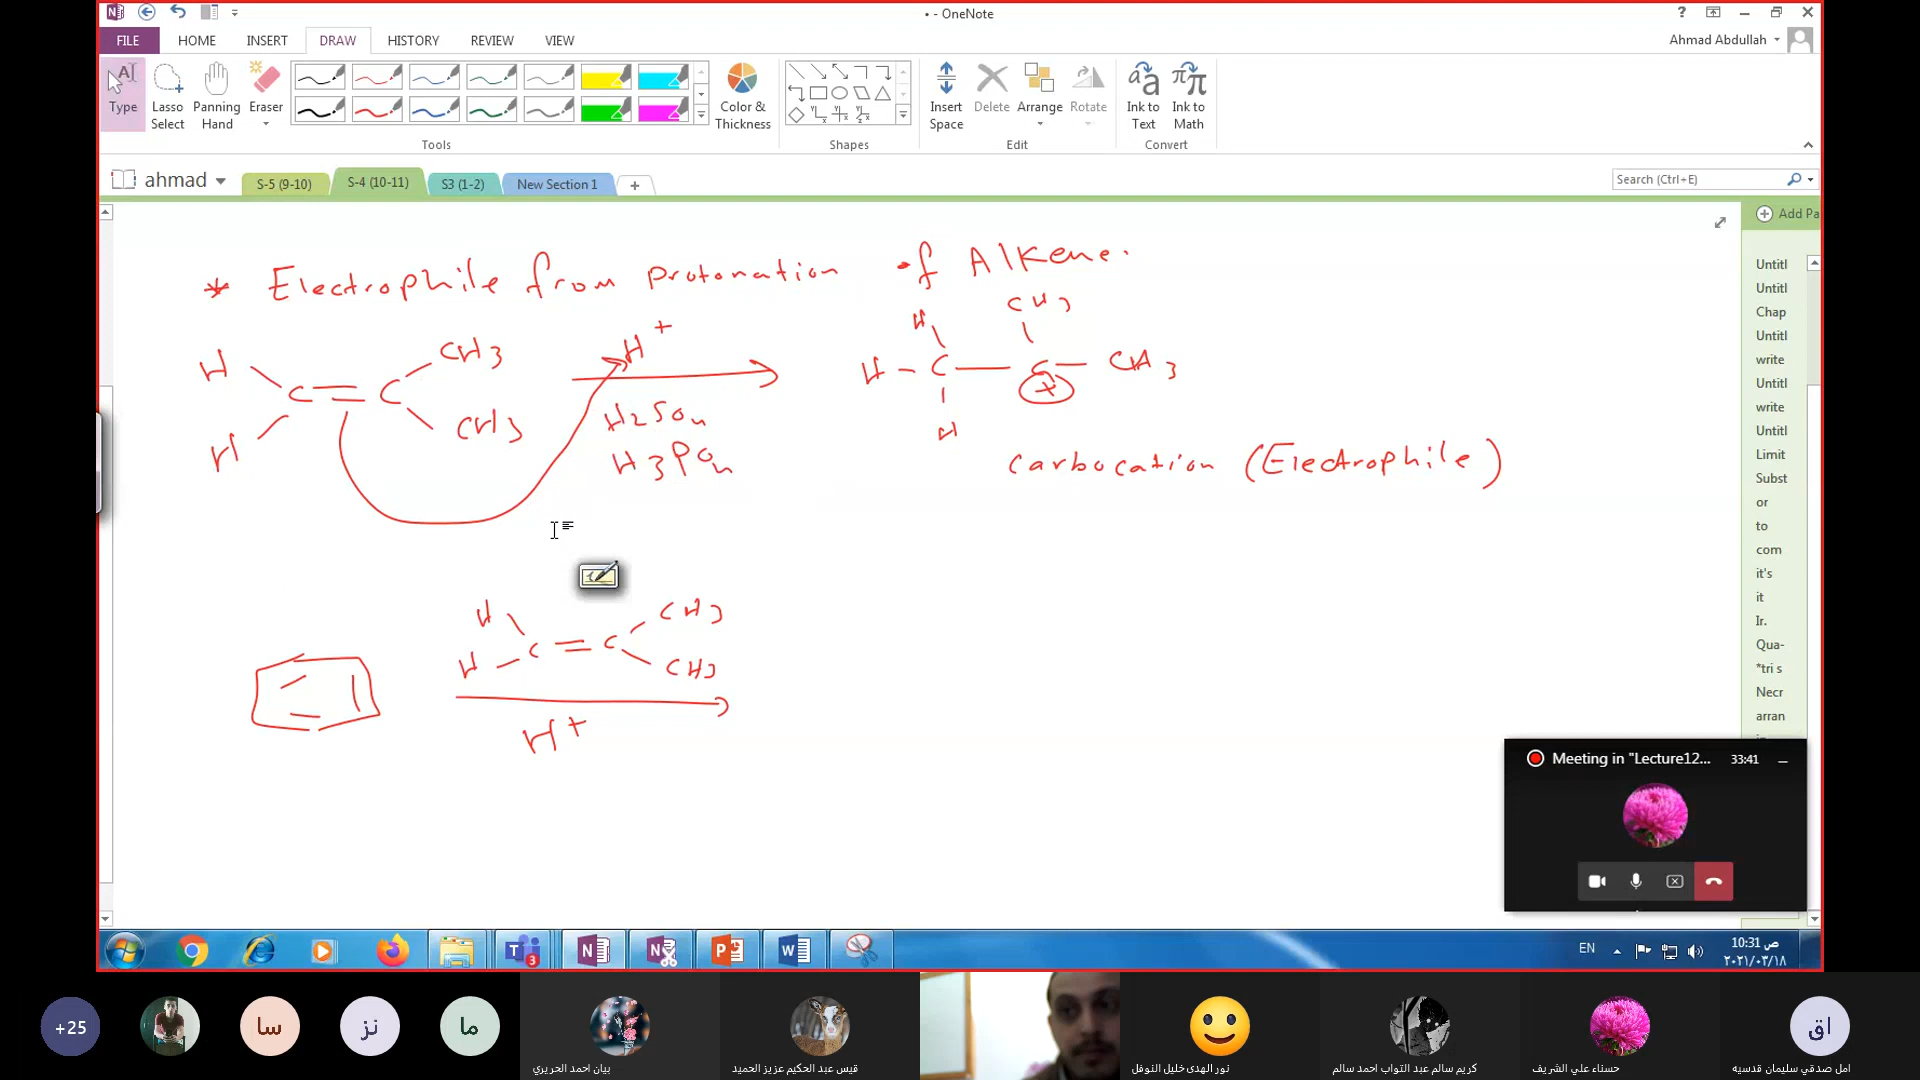 • - OneNote
FILE HOME INSERT DRAW HISTORY REVIEW VIEW
Ahmad Abdullah
Type
Lasso Select
Panning Hand
Eraser
Color & Thickness
Insert Space
Delete
Arrange
Rotate
Ink to Text
Ink to Math
Tools
Shapes
Edit
Convert
ahmad
S-5 (9-10)
S-4 (10-11)
S3 (1-2)
New Section 1
Search (Ctrl+E)
Add Pa
* Electrophile from protonation of Alkene.
H CH3
C = C
H CH3
H+
H2SO4
H3PO4
H CH3
H - C - C - CH3
+
H
carbocation (Electrophile)
H CH3
C = C
H CH3
H+
Untitl
Untitl
Chap
Untitl
write
Untitl
write
Untitl
Limit
Subst
or
to
com
it's
it
Ir.
Qua-
*tri s
Necr
arran
Meeting in "Lecture12... 33:41
EN
10:31 ص
٢٠٢١/٠٣/١٨
+25
سا
نز
ما
بيان احمد الحريري
قيس عبد الحكيم عزيز الحميد
نور الهدى خليل النوفل
كريم سالم عبد التواب احمد سالم
حسناء علي الشريف
اق
امل صدقي سليمان قدسيه